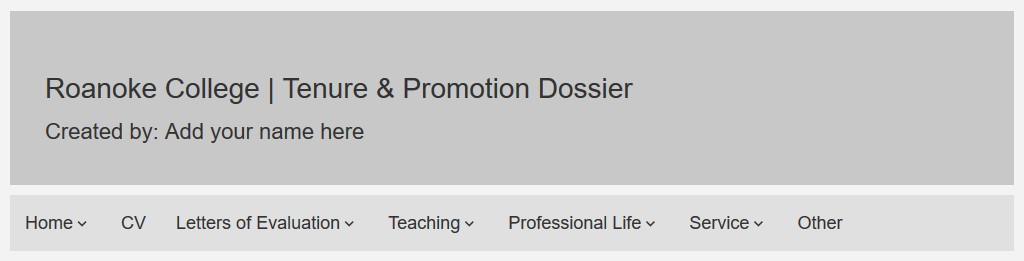 Roanoke College | Tenure & Promotion Dossier
Created by: Add your name here
Home CV Letters of Evaluation Teaching Professional Life Service Other